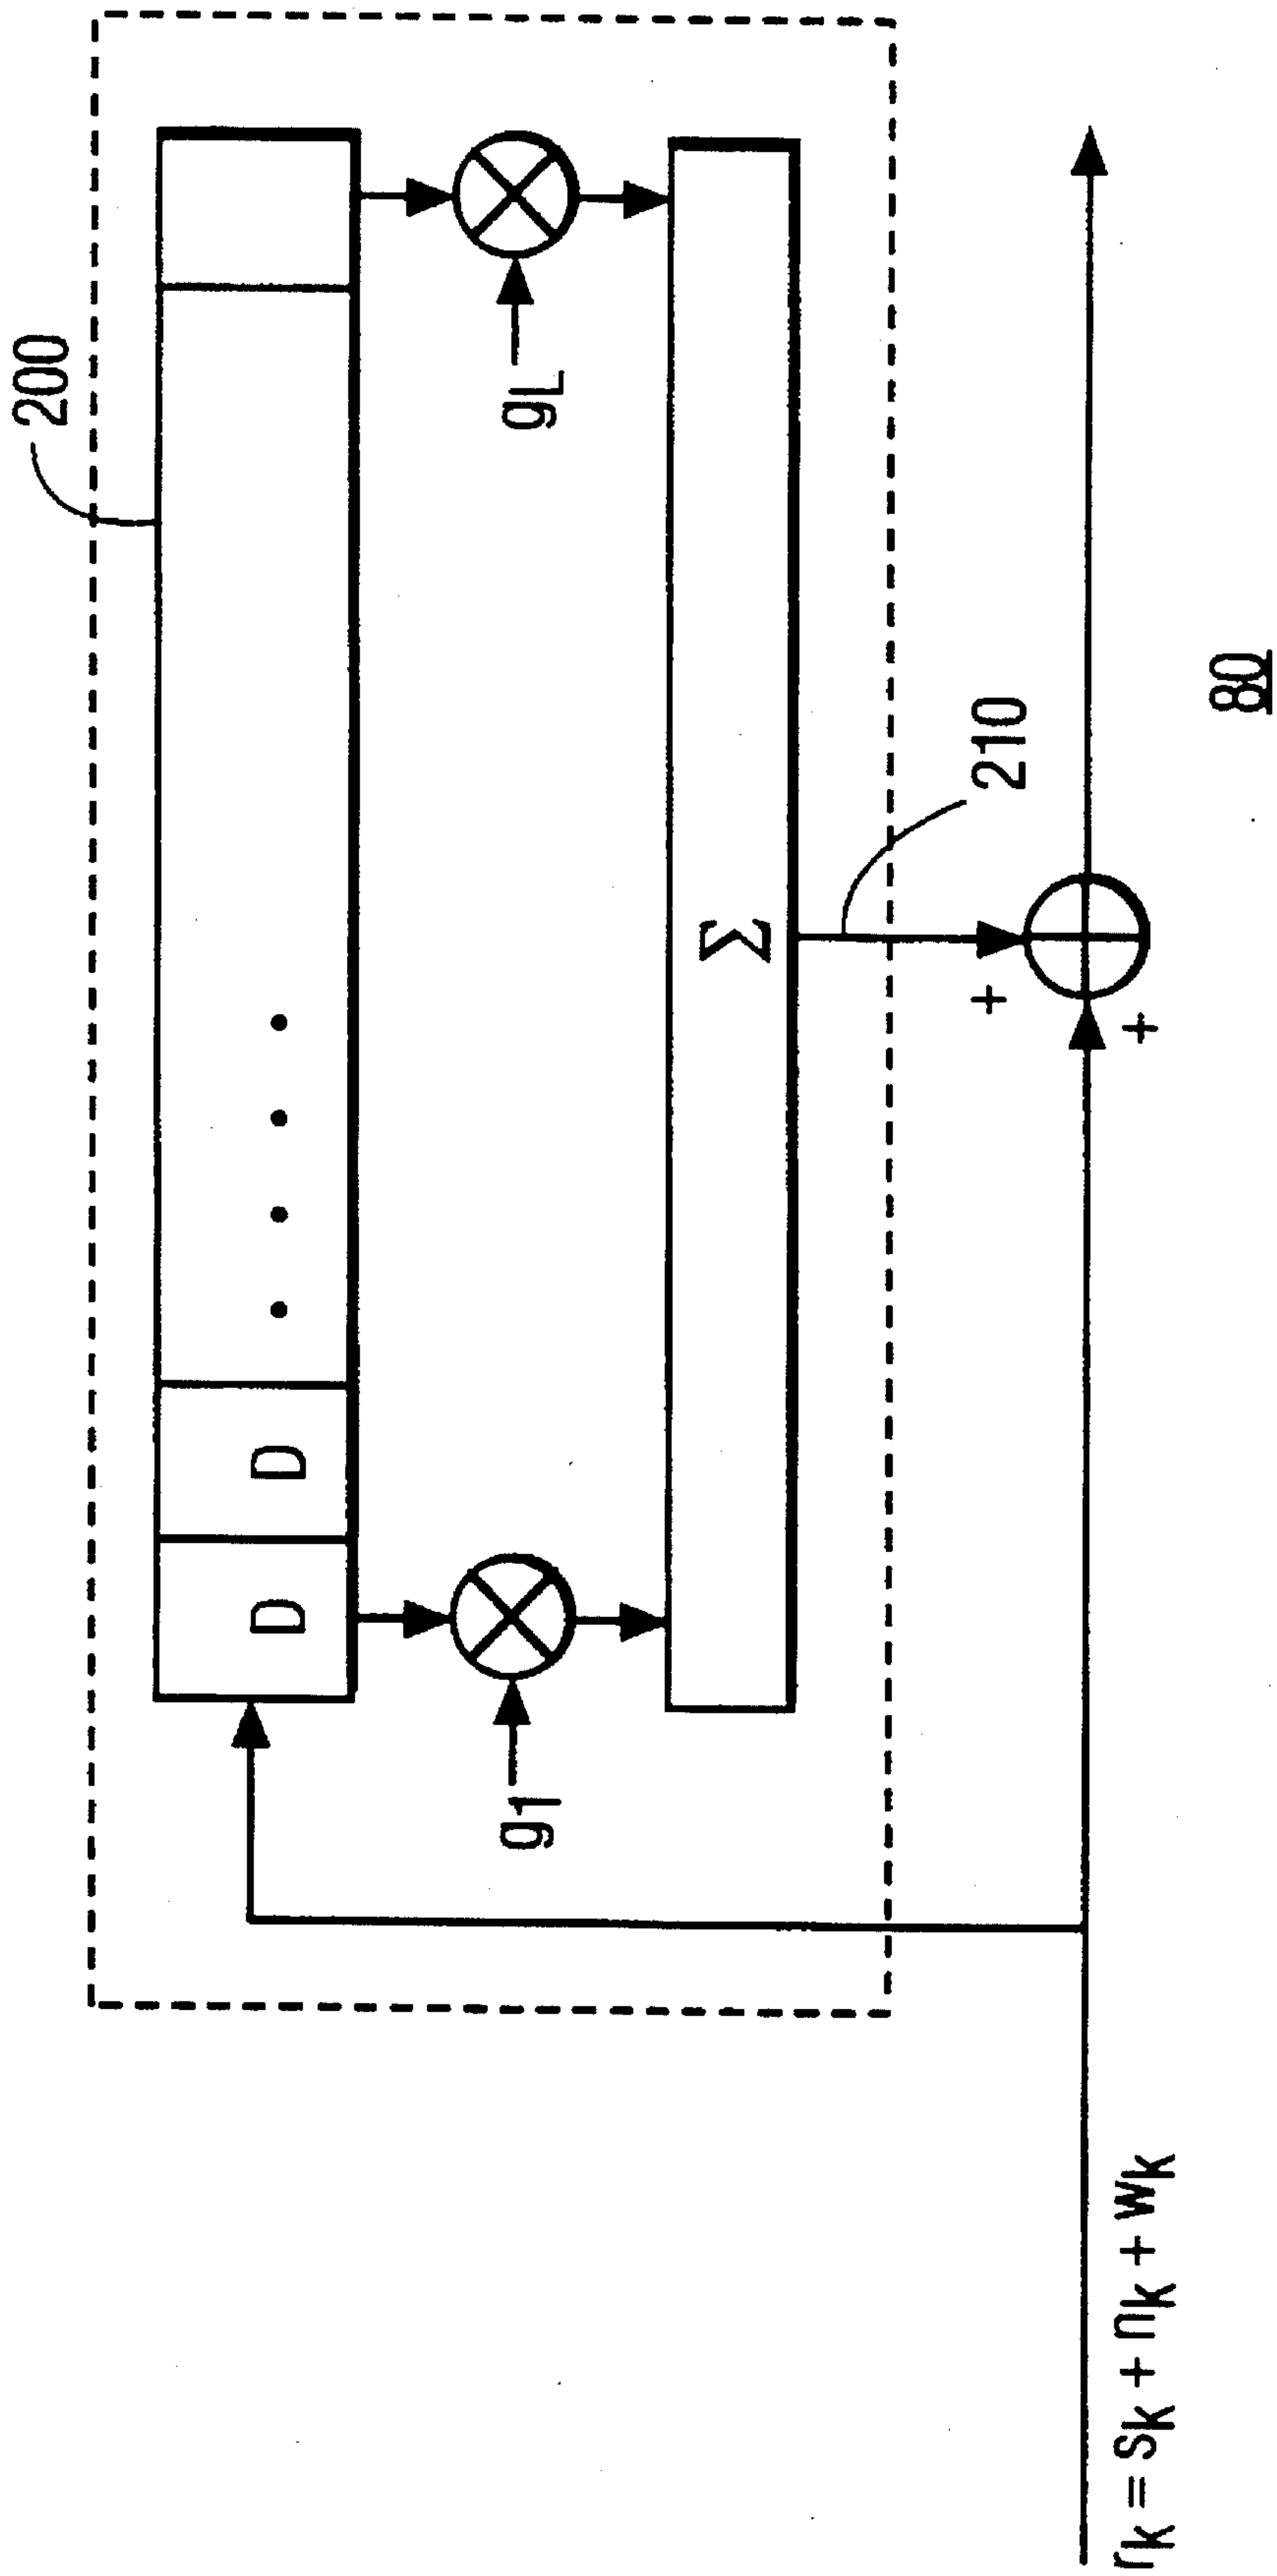 200
D D • • • •
g1
gL
Σ
210
+
+
rk = sk + nk + wk
80